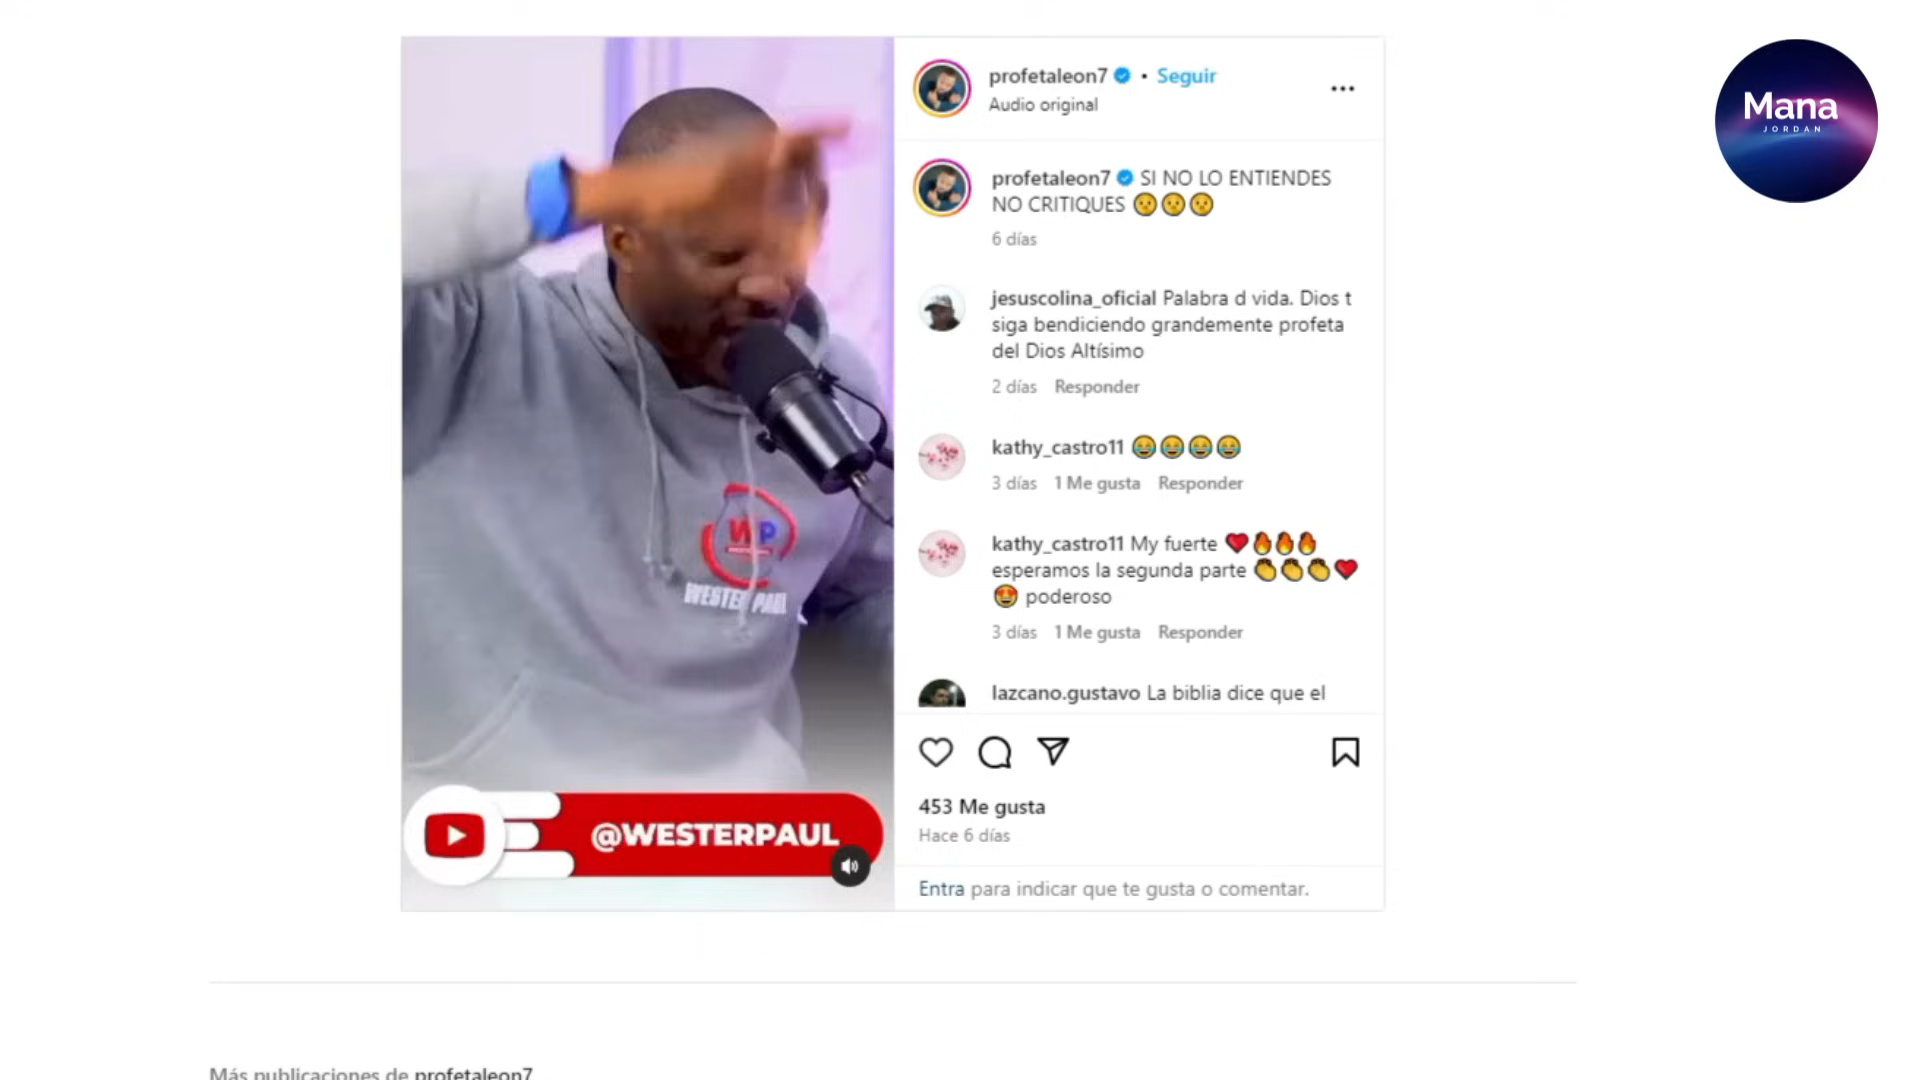 Mana
JORDAN
profetaleon7 • Seguir
Audio original
profetaleon7 SI NO LO ENTIENDES
NO CRITIQUES 😢😢😢
6 días
jesuscolina_oficial Palabra d vida. Dios t
siga bendiciendo grandemente profeta
del Dios Altísimo
2 días Responder
kathy_castro11 😂😂😂😂
3 días 1 Me gusta Responder
kathy_castro11 My fuerte ❤🔥🔥🔥
esperamos la segunda parte 👏👏👏❤
😍 poderoso
3 días 1 Me gusta Responder
lazcano.gustavo La biblia dice que el
453 Me gusta
Hace 6 días
Entra para indicar que te gusta o comentar.
WP
WESTER PAUL
@WESTERPAUL
Más publicaciones de profetaleon7